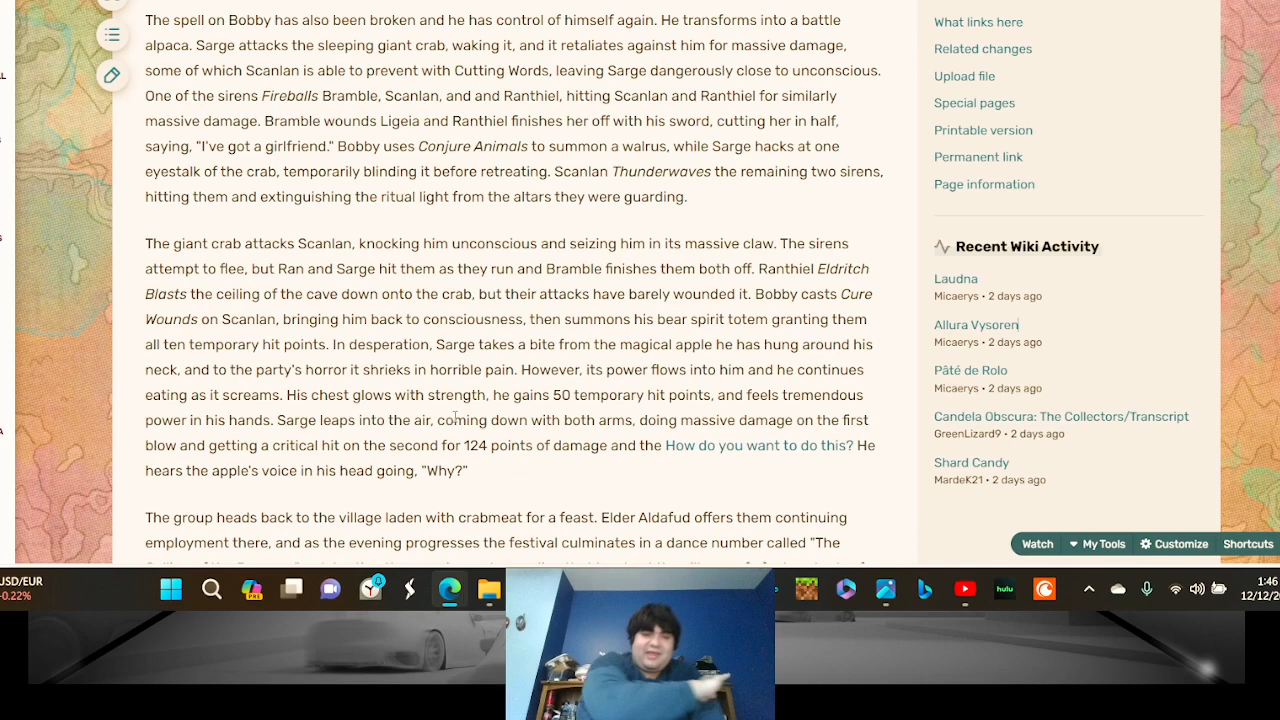 The spell on Bobby has also been broken and he has control of himself again. He transforms into a battle
alpaca. Sarge attacks the sleeping giant crab, waking it, and it retaliates against him for massive damage,
some of which Scanlan is able to prevent with Cutting Words, leaving Sarge dangerously close to unconscious.
One of the sirens Fireballs Bramble, Scanlan, and and Ranthiel, hitting Scanlan and Ranthiel for similarly
massive damage. Bramble wounds Ligeia and Ranthiel finishes her off with his sword, cutting her in half,
saying, "I've got a girlfriend." Bobby uses Conjure Animals to summon a walrus, while Sarge hacks at one
eyestalk of the crab, temporarily blinding it before retreating. Scanlan Thunderwaves the remaining two sirens,
hitting them and extinguishing the ritual light from the altars they were guarding.
The giant crab attacks Scanlan, knocking him unconscious and seizing him in its massive claw. The sirens
attempt to flee, but Ran and Sarge hit them as they run and Bramble finishes them both off. Ranthiel Eldritch
Blasts the ceiling of the cave down onto the crab, but their attacks have barely wounded it. Bobby casts Cure
Wounds on Scanlan, bringing him back to consciousness, then summons his bear spirit totem granting them
all ten temporary hit points. In desperation, Sarge takes a bite from the magical apple he has hung around his
neck, and to the party's horror it shrieks in horrible pain. However, its power flows into him and he continues
eating as it screams. His chest glows with strength, he gains 50 temporary hit points, and feels tremendous
power in his hands. Sarge leaps into the air, coming down with both arms, doing massive damage on the first
blow and getting a critical hit on the second for 124 points of damage and the How do you want to do this? He
hears the apple's voice in his head going, "Why?"
The group heads back to the village laden with crabmeat for a feast. Elder Aldafud offers them continuing
employment there, and as the evening progresses the festival culminates in a dance number called "The
What links here
Related changes
Upload file
Special pages
Printable version
Permanent link
Page information
Recent Wiki Activity
Laudna
Micaerys • 2 days ago
Allura Vysoren
Micaerys • 2 days ago
Pâté de Rolo
Micaerys • 2 days ago
Candela Obscura: The Collectors/Transcript
GreenLizard9 • 2 days ago
Shard Candy
MardeK21 • 2 days ago
Watch My Tools Customize Shortcuts
USD/EUR
-0.22%
PRE
hulu
1:46
12/12/2